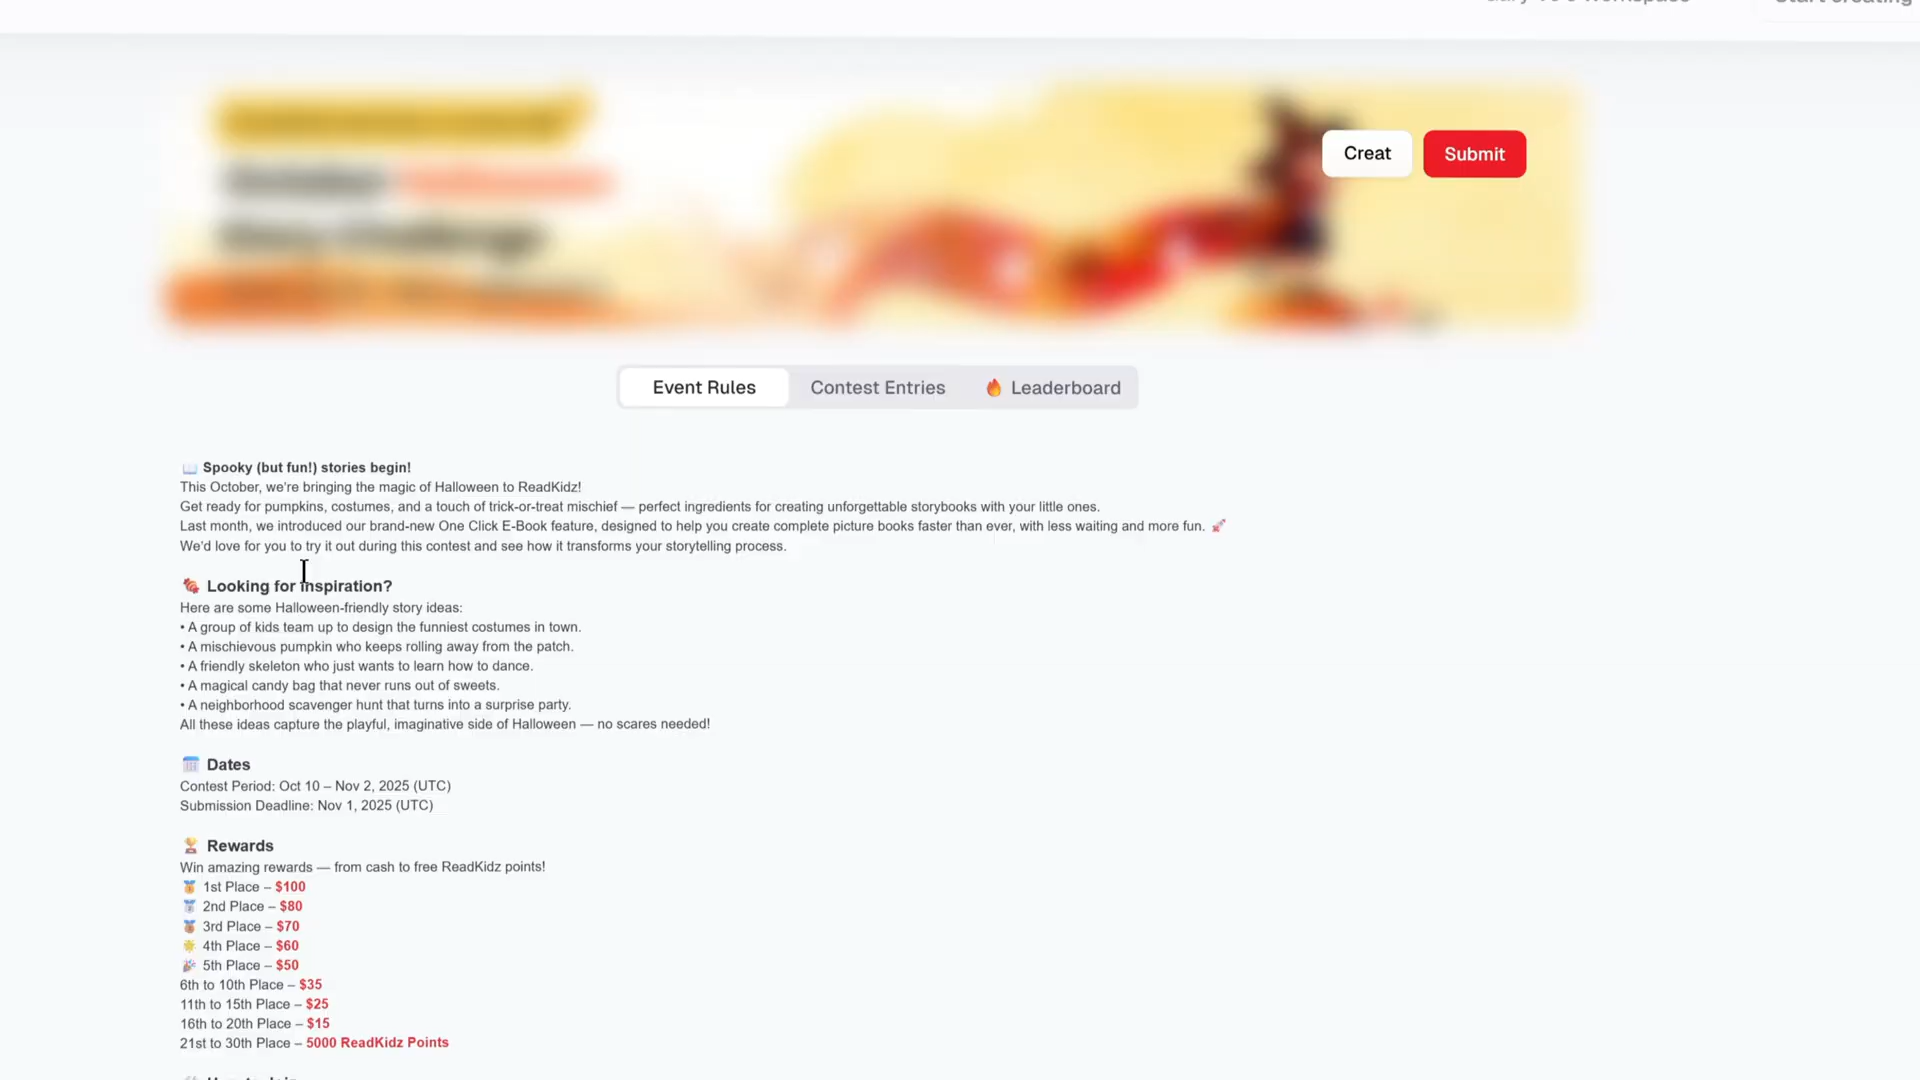 Creat
Submit
October Halloween
Story Challenge
Event Rules
Contest Entries
Leaderboard
Spooky (but fun!) stories begin!
This October, we're bringing the magic of Halloween to ReadKidz!
Get ready for pumpkins, costumes, and a touch of trick-or-treat mischief — perfect ingredients for creating unforgettable storybooks with your little ones.
Last month, we introduced our brand-new One Click E-Book feature, designed to help you create complete picture books faster than ever, with less waiting and more fun. 🚀
We'd love for you to try it out during this contest and see how it transforms your storytelling process.
Looking for inspiration?
Here are some Halloween-friendly story ideas:
• A group of kids team up to design the funniest costumes in town.
• A mischievous pumpkin who keeps rolling away from the patch.
• A friendly skeleton who just wants to learn how to dance.
• A magical candy bag that never runs out of sweets.
• A neighborhood scavenger hunt that turns into a surprise party.
All these ideas capture the playful, imaginative side of Halloween — no scares needed!
Dates
Contest Period: Oct 10 – Nov 2, 2025 (UTC)
Submission Deadline: Nov 1, 2025 (UTC)
Rewards
Win amazing rewards — from cash to free ReadKidz points!
1st Place – $100
2nd Place – $80
3rd Place – $70
4th Place – $60
5th Place – $50
6th to 10th Place – $35
11th to 15th Place – $25
16th to 20th Place – $15
21st to 30th Place – 5000 ReadKidz Points